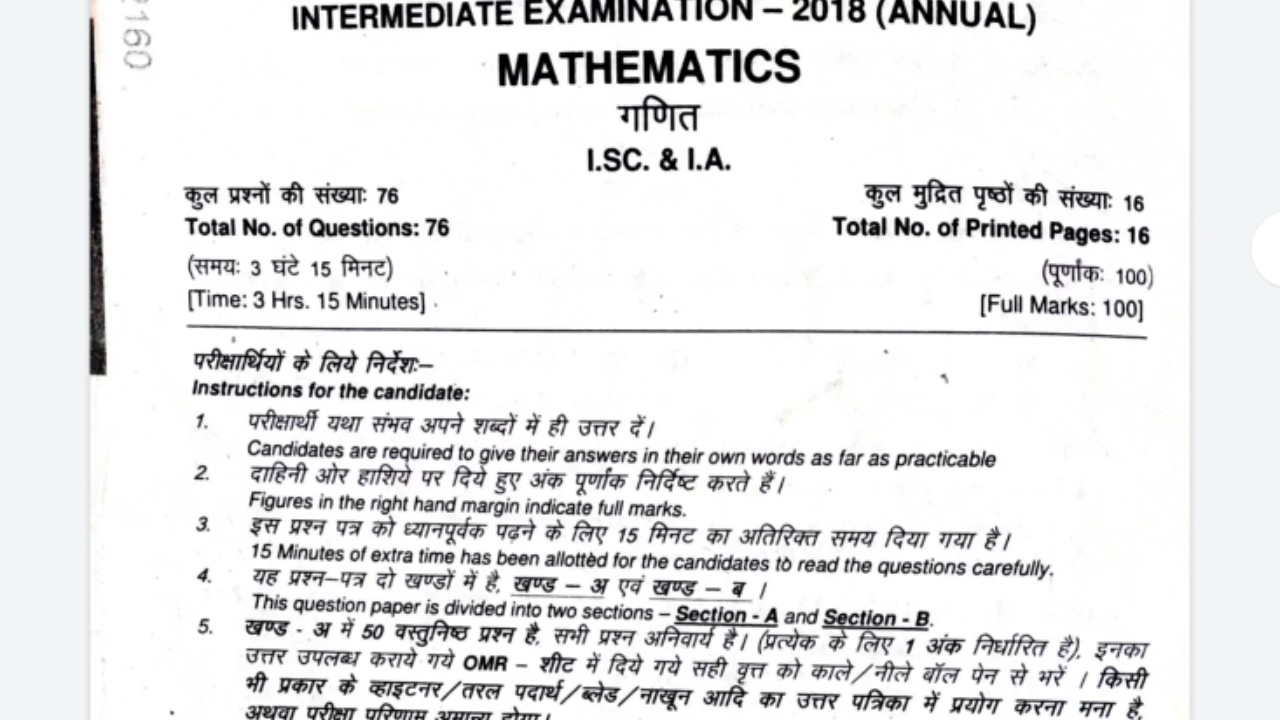 2160
INTERMEDIATE EXAMINATION – 2018 (ANNUAL)
MATHEMATICS
गणित
I.SC. & I.A.
कुल प्रश्नों की संख्याः 76
कुल मुद्रित पृष्ठों की संख्याः 16
Total No. of Questions: 76
Total No. of Printed Pages: 16
(समयः 3 घंटे 15 मिनट)
(पूर्णांकः 100)
[Time: 3 Hrs. 15 Minutes]
[Full Marks: 100]
परीक्षार्थियों के लिये निर्देशः–
Instructions for the candidate:
1. परीक्षार्थी यथा संभव अपने शब्दों में ही उत्तर दें।
Candidates are required to give their answers in their own words as far as practicable
2. दाहिनी ओर हाशिये पर दिये हुए अंक पूर्णांक निर्दिष्ट करते हैं।
Figures in the right hand margin indicate full marks.
3. इस प्रश्न पत्र को ध्यानपूर्वक पढ़ने के लिए 15 मिनट का अतिरिक्त समय दिया गया है।
15 Minutes of extra time has been allotted for the candidates to read the questions carefully.
4. यह प्रश्न–पत्र दो खण्डों में है, खण्ड – अ एवं खण्ड – ब ।
This question paper is divided into two sections – Section - A and Section - B.
5. खण्ड - अ में 50 वस्तुनिष्ठ प्रश्न है, सभी प्रश्न अनिवार्य है। (प्रत्येक के लिए 1 अंक निर्धारित है), इनका
उत्तर उपलब्ध कराये गये OMR – शीट में दिये गये सही वृत्त को काले/नीले बॉल पेन से भरें । किसी
भी प्रकार के व्हाइटनर/तरल पदार्थ/ब्लेड/नाखून आदि का उत्तर पत्रिका में प्रयोग करना मना है,
अथवा परीक्षा परिणाम अमान्य होगा।